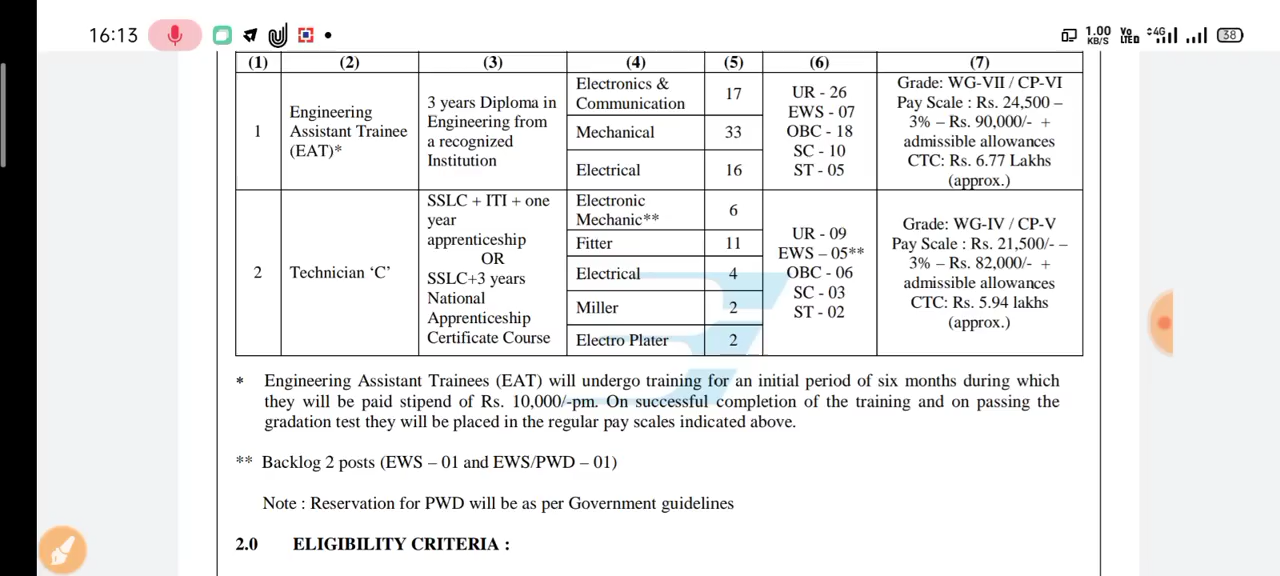 16:13
1.00 KB/S Vo LTE 4G 38
(1) (2) (3) (4) (5) (6) (7)
1
Engineering
Assistant Trainee
(EAT)*
3 years Diploma in
Engineering from
a recognized
Institution
Electronics &
Communication
17
Mechanical
33
Electrical
16
UR - 26
EWS - 07
OBC - 18
SC - 10
ST - 05
Grade: WG-VII / CP-VI
Pay Scale : Rs. 24,500 –
3% – Rs. 90,000/- +
admissible allowances
CTC: Rs. 6.77 Lakhs
(approx.)
2
Technician ‘C’
SSLC + ITI + one
year
apprenticeship
OR
SSLC+3 years
National
Apprenticeship
Certificate Course
Electronic
Mechanic**
6
Fitter
11
Electrical
4
Miller
2
Electro Plater
2
UR - 09
EWS – 05**
OBC - 06
SC - 03
ST - 02
Grade: WG-IV / CP-V
Pay Scale : Rs. 21,500/- –
3% – Rs. 82,000/- +
admissible allowances
CTC: Rs. 5.94 lakhs
(approx.)
* Engineering Assistant Trainees (EAT) will undergo training for an initial period of six months during which
they will be paid stipend of Rs. 10,000/-pm. On successful completion of the training and on passing the
gradation test they will be placed in the regular pay scales indicated above.
** Backlog 2 posts (EWS – 01 and EWS/PWD – 01)
Note : Reservation for PWD will be as per Government guidelines
2.0 ELIGIBILITY CRITERIA :